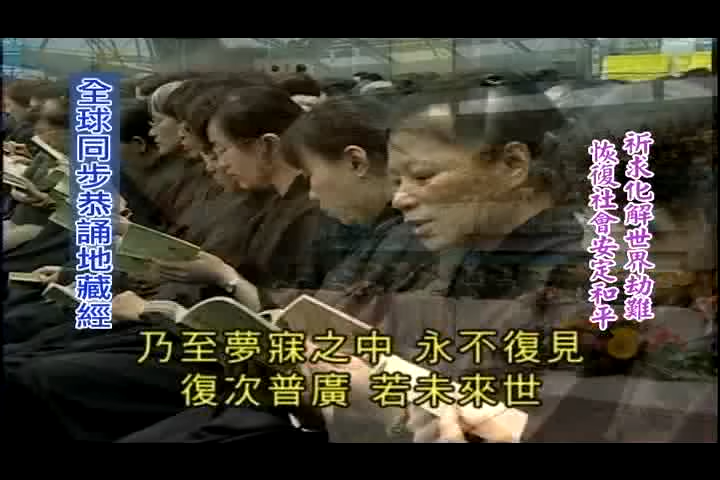 全球同步恭誦地藏經
祈求化解世界劫難
恢復社會安定和平
乃至夢寐之中 永不復見
復次普廣 若未來世